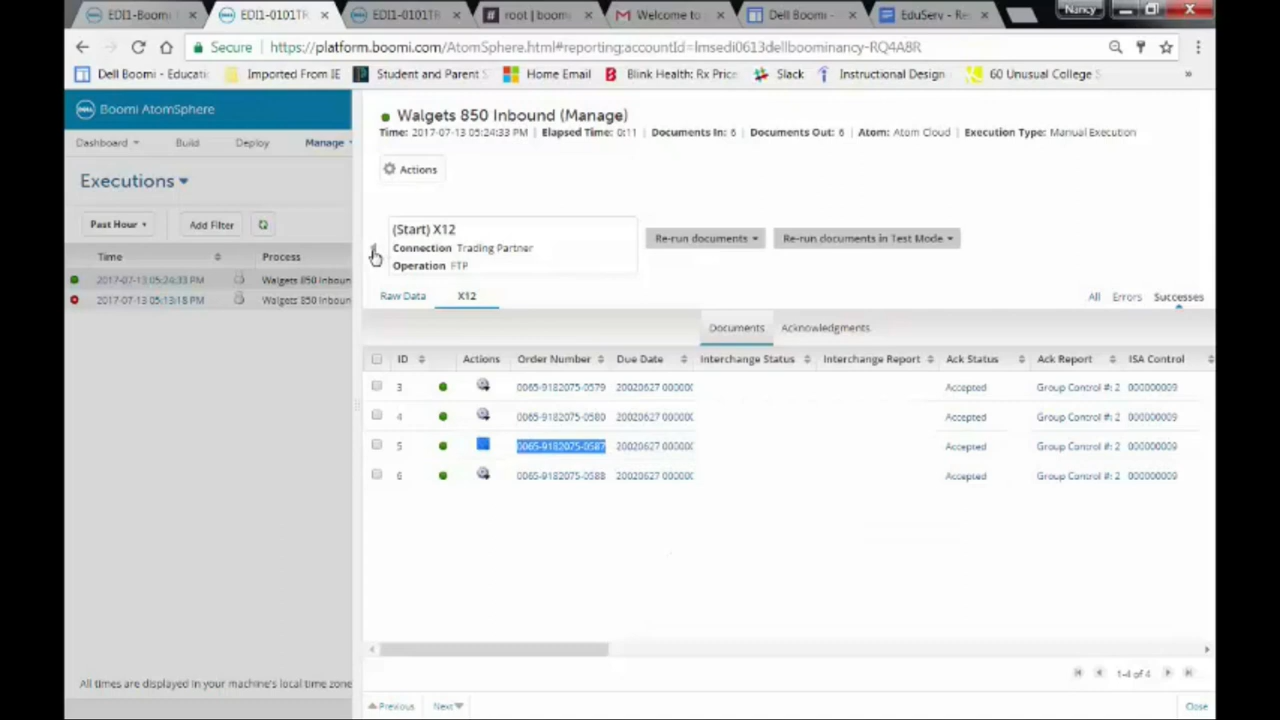 EDI1-Boomi
EDI1-0101TR
EDI1-0101TR
root | boom
Welcome to
Dell Boomi -
EduServ - Re
Nancy
Secure
https://platform.boomi.com/AtomSphere.html#reporting;accountId=lmsedi0613dellboominancy-RQ4A8R
Dell Boomi - Educati
Imported From IE
Student and Parent S
Home Email
Blink Health: Rx Price
Slack
Instructional Design
60 Unusual College S
»
Boomi AtomSphere
Dashboard
Build
Deploy
Manage
Executions
Past Hour
Add Filter
Time
Process
2017-07-13 05:24:33 PM
Walgets 850 Inboun
2017-07-13 05:13:18 PM
Walgets 850 Inboun
All times are displayed in your machine's local time zone
Walgets 850 Inbound (Manage)
Time: 2017-07-13 05:24:33 PM | Elapsed Time: 0:11 | Documents In: 6 | Documents Out: 6 | Atom: Atom Cloud | Execution Type: Manual Execution
Actions
(Start) X12
Connection Trading Partner
Operation FTP
Re-run documents
Re-run documents in Test Mode
Raw Data
X12
All
Errors
Successes
Documents
Acknowledgments
ID Actions Order Number Due Date Interchange Status Interchange Report Ack Status Ack Report ISA Control
3 0065-9182075-0579 20020627 00000( Accepted Group Control #: 2 000000009
4 0065-9182075-0580 20020627 00000( Accepted Group Control #: 2 000000009
5 0065-9182075-0587 20020627 00000( Accepted Group Control #: 2 000000009
6 0065-9182075-0588 20020627 00000( Accepted Group Control #: 2 000000009
1-4 of 4
Previous
Next
Close